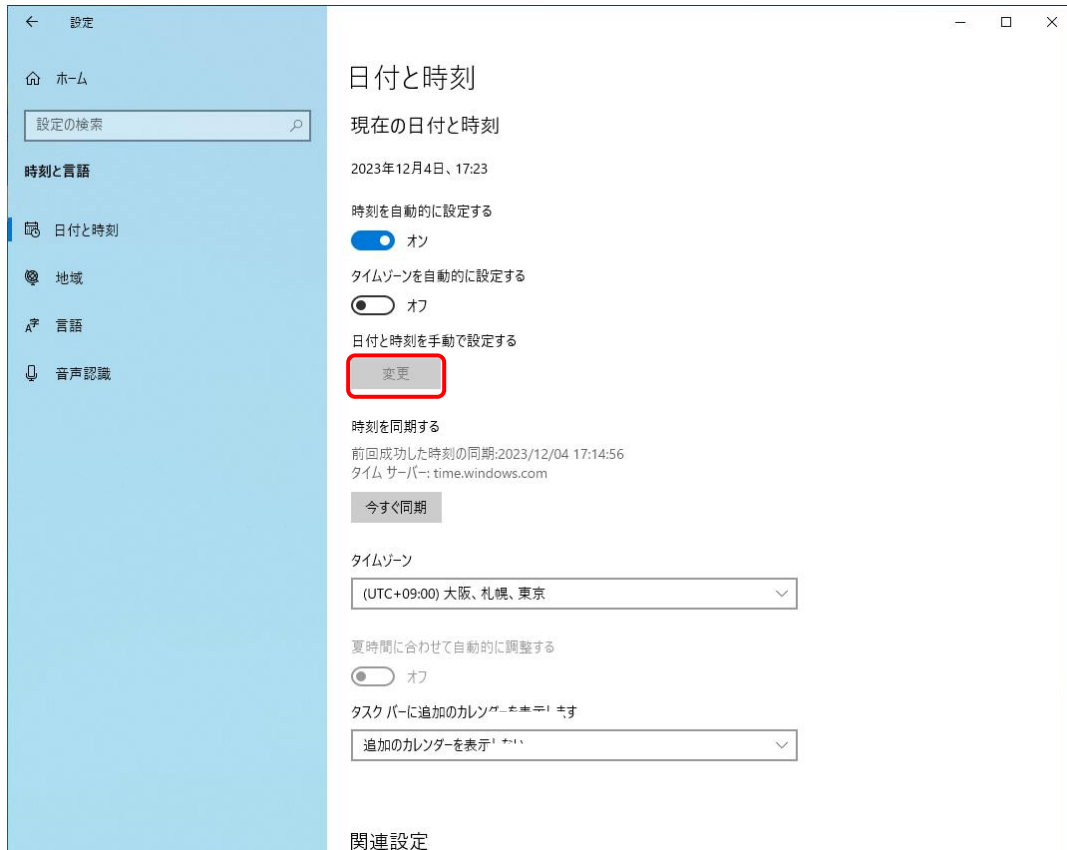 設定
ホーム
設定の検索
時刻と言語
日付と時刻
地域
言語
音声認識
日付と時刻
現在の日付と時刻
2023年12月4日、17:23
時刻を自動的に設定する
オン
タイムゾーンを自動的に設定する
オフ
日付と時刻を手動で設定する
変更
時刻を同期する
前回成功した時刻の同期:2023/12/04 17:14:56
タイム サーバー: time.windows.com
今すぐ同期
タイムゾーン
(UTC+09:00) 大阪、札幌、東京
夏時間に合わせて自動的に調整する
オフ
タスク バーに追加のカレンダーを表示します
追加のカレンダーを表示しない
関連設定